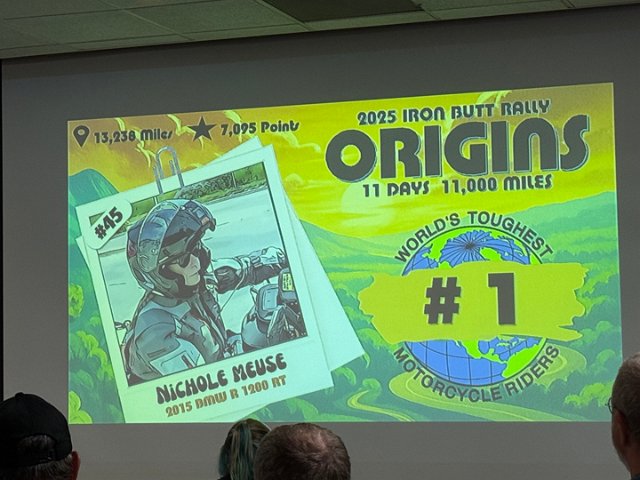 13,238 Miles
7,095 Points
2025 IRON BUTT RALLY
ORIGINS
11 DAYS 11,000 MILES
#45
WORLD'S TOUGHEST
# 1
MOTORCYCLE RIDERS
NICHOLE MEUSE
2015 BMW R 1200 RT